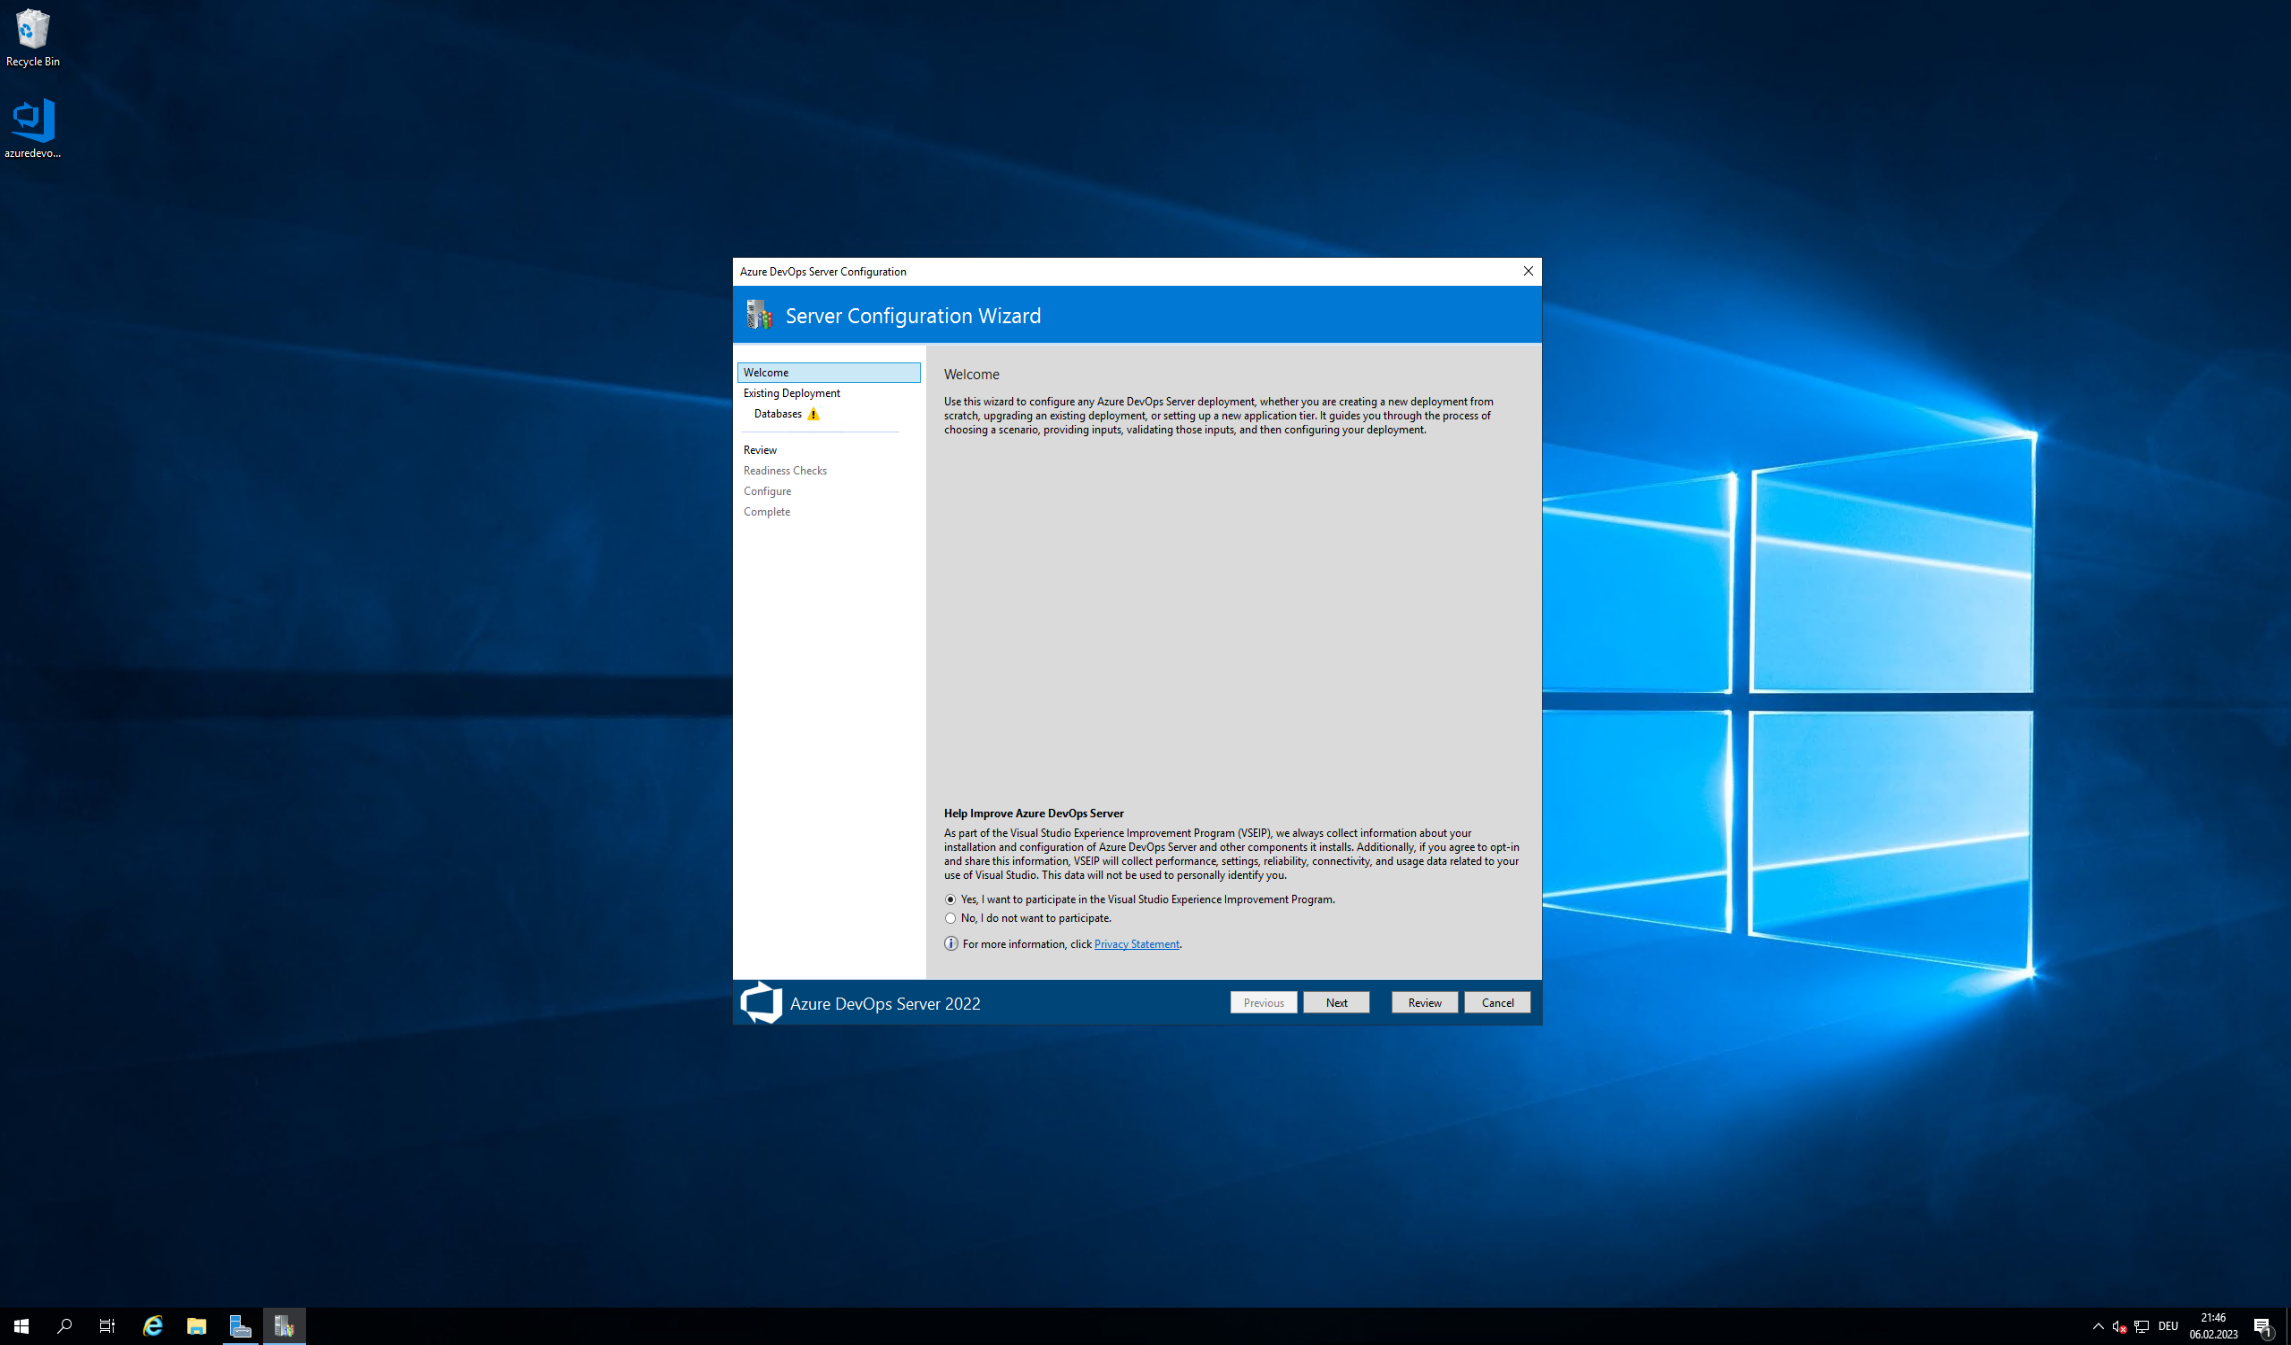 Recycle Bin
azuredevo...
Azure DevOps Server Configuration
Server Configuration Wizard
Welcome
Existing Deployment
Databases
Review
Readiness Checks
Configure
Complete
Welcome
Use this wizard to configure any Azure DevOps Server deployment, whether you are creating a new deployment from
scratch, upgrading an existing deployment, or setting up a new application tier. It guides you through the process of
choosing a scenario, providing inputs, validating those inputs, and then configuring your deployment.
Help Improve Azure DevOps Server
As part of the Visual Studio Experience Improvement Program (VSEIP), we always collect information about your
installation and configuration of Azure DevOps Server and other components it installs. Additionally, if you agree to opt-in
and share this information, VSEIP will collect performance, settings, reliability, connectivity, and usage data related to your
use of Visual Studio. This data will not be used to personally identify you.
Yes, I want to participate in the Visual Studio Experience Improvement Program.
No, I do not want to participate.
For more information, click Privacy Statement.
Azure DevOps Server 2022
Previous
Next
Review
Cancel
DEU
21:46
06.02.2023
1